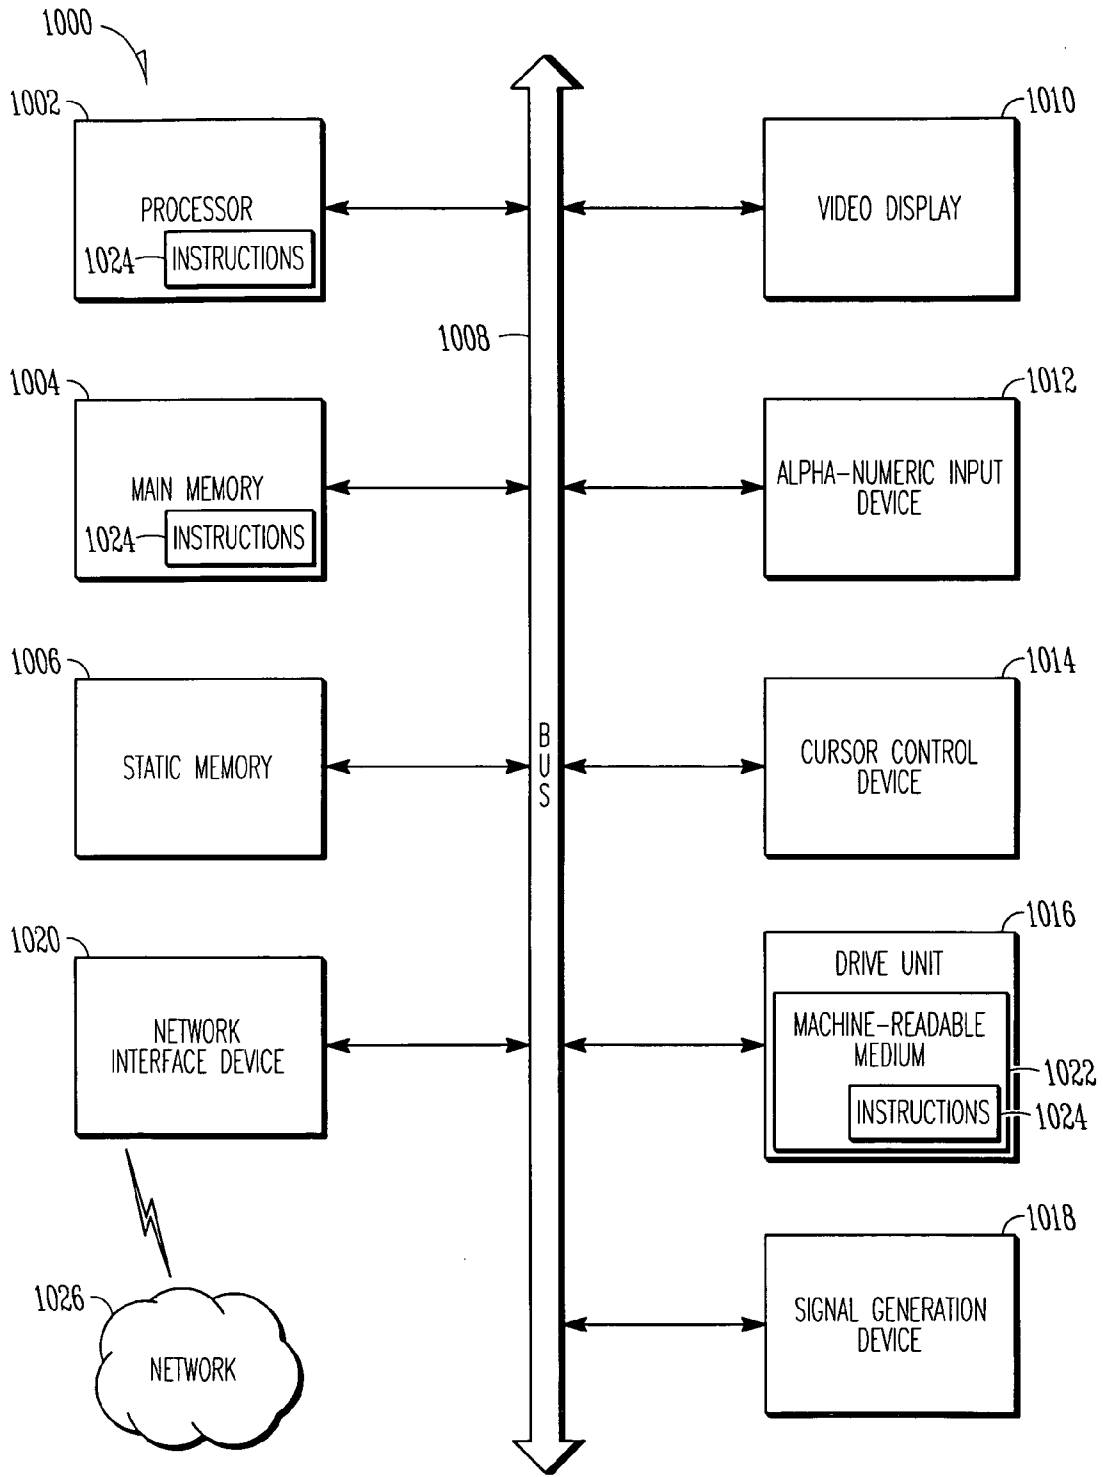 1000
1002
PROCESSOR
1024
INSTRUCTIONS
1004
MAIN MEMORY
1024
INSTRUCTIONS
1006
STATIC MEMORY
1020
NETWORK
INTERFACE DEVICE
1026
NETWORK
1008
BUS
1010
VIDEO DISPLAY
1012
ALPHA-NUMERIC INPUT
DEVICE
1014
CURSOR CONTROL
DEVICE
1016
DRIVE UNIT
MACHINE-READABLE
MEDIUM
1022
INSTRUCTIONS
1024
1018
SIGNAL GENERATION
DEVICE